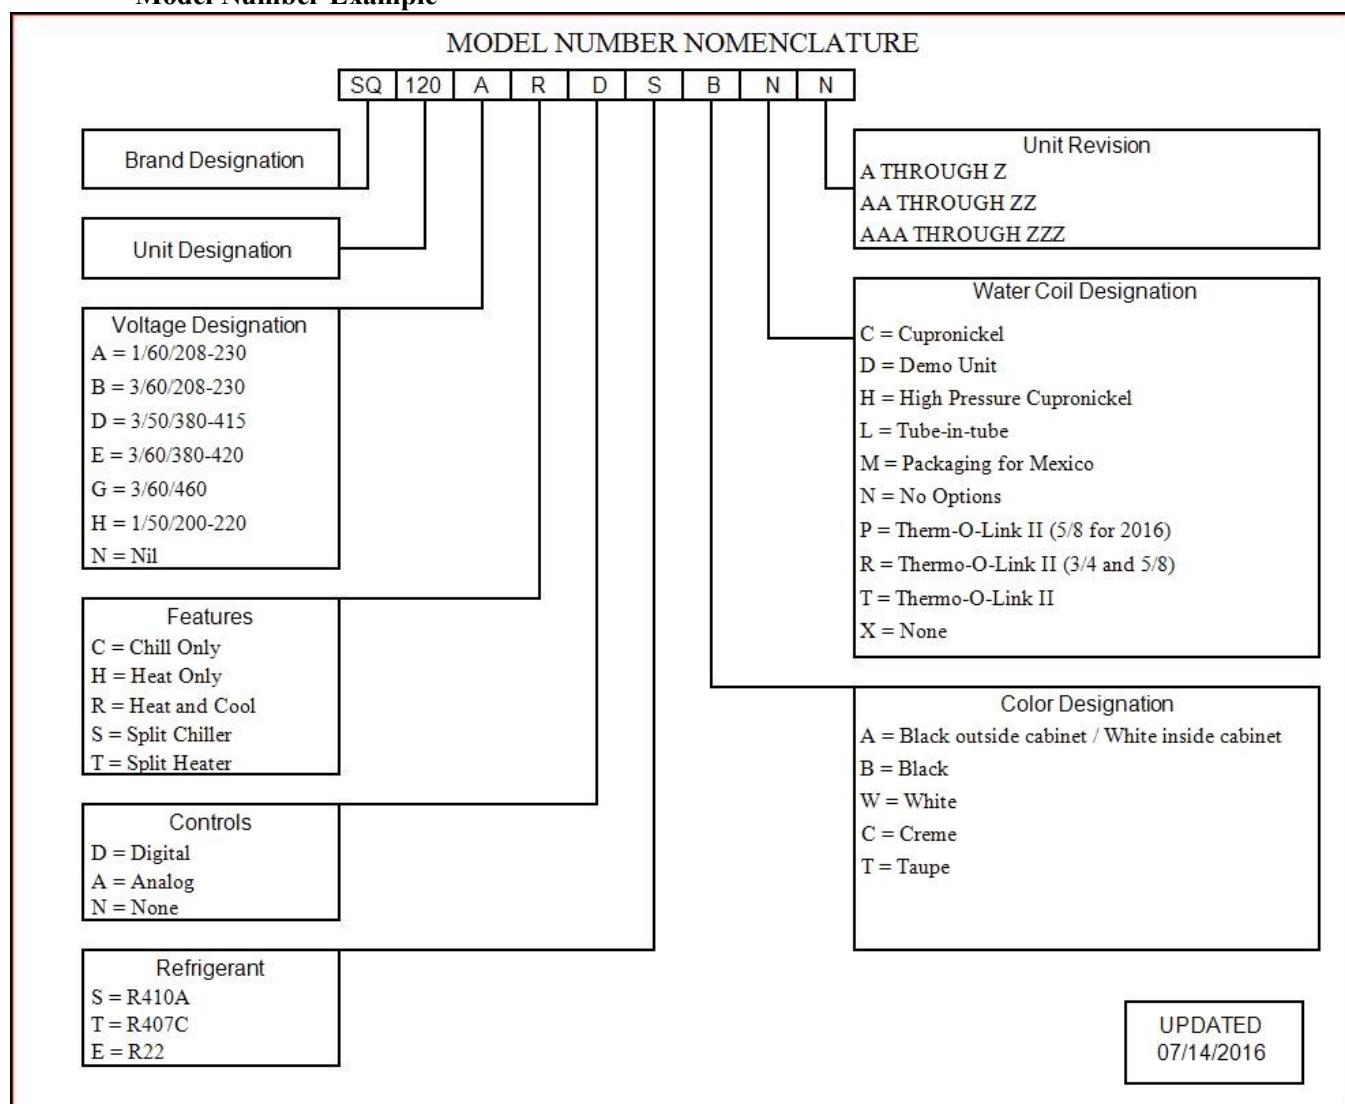 Model Number Example
MODEL NUMBER NOMENCLATURE
SQ 120 A R D S B N N
Brand Designation
Unit Designation
Voltage Designation
A = 1/60/208-230
B = 3/60/208-230
D = 3/50/380-415
E = 3/60/380-420
G = 3/60/460
H = 1/50/200-220
N = Nil
Features
C = Chill Only
H = Heat Only
R = Heat and Cool
S = Split Chiller
T = Split Heater
Controls
D = Digital
A = Analog
N = None
Refrigerant
S = R410A
T = R407C
E = R22
Unit Revision
A THROUGH Z
AA THROUGH ZZ
AAA THROUGH ZZZ
Water Coil Designation
C = Cupronickel
D = Demo Unit
H = High Pressure Cupronickel
L = Tube-in-tube
M = Packaging for Mexico
N = No Options
P = Therm-O-Link II (5/8 for 2016)
R = Thermo-O-Link II (3/4 and 5/8)
T = Thermo-O-Link II
X = None
Color Designation
A = Black outside cabinet / White inside cabinet
B = Black
W = White
C = Creme
T = Taupe
UPDATED
07/14/2016